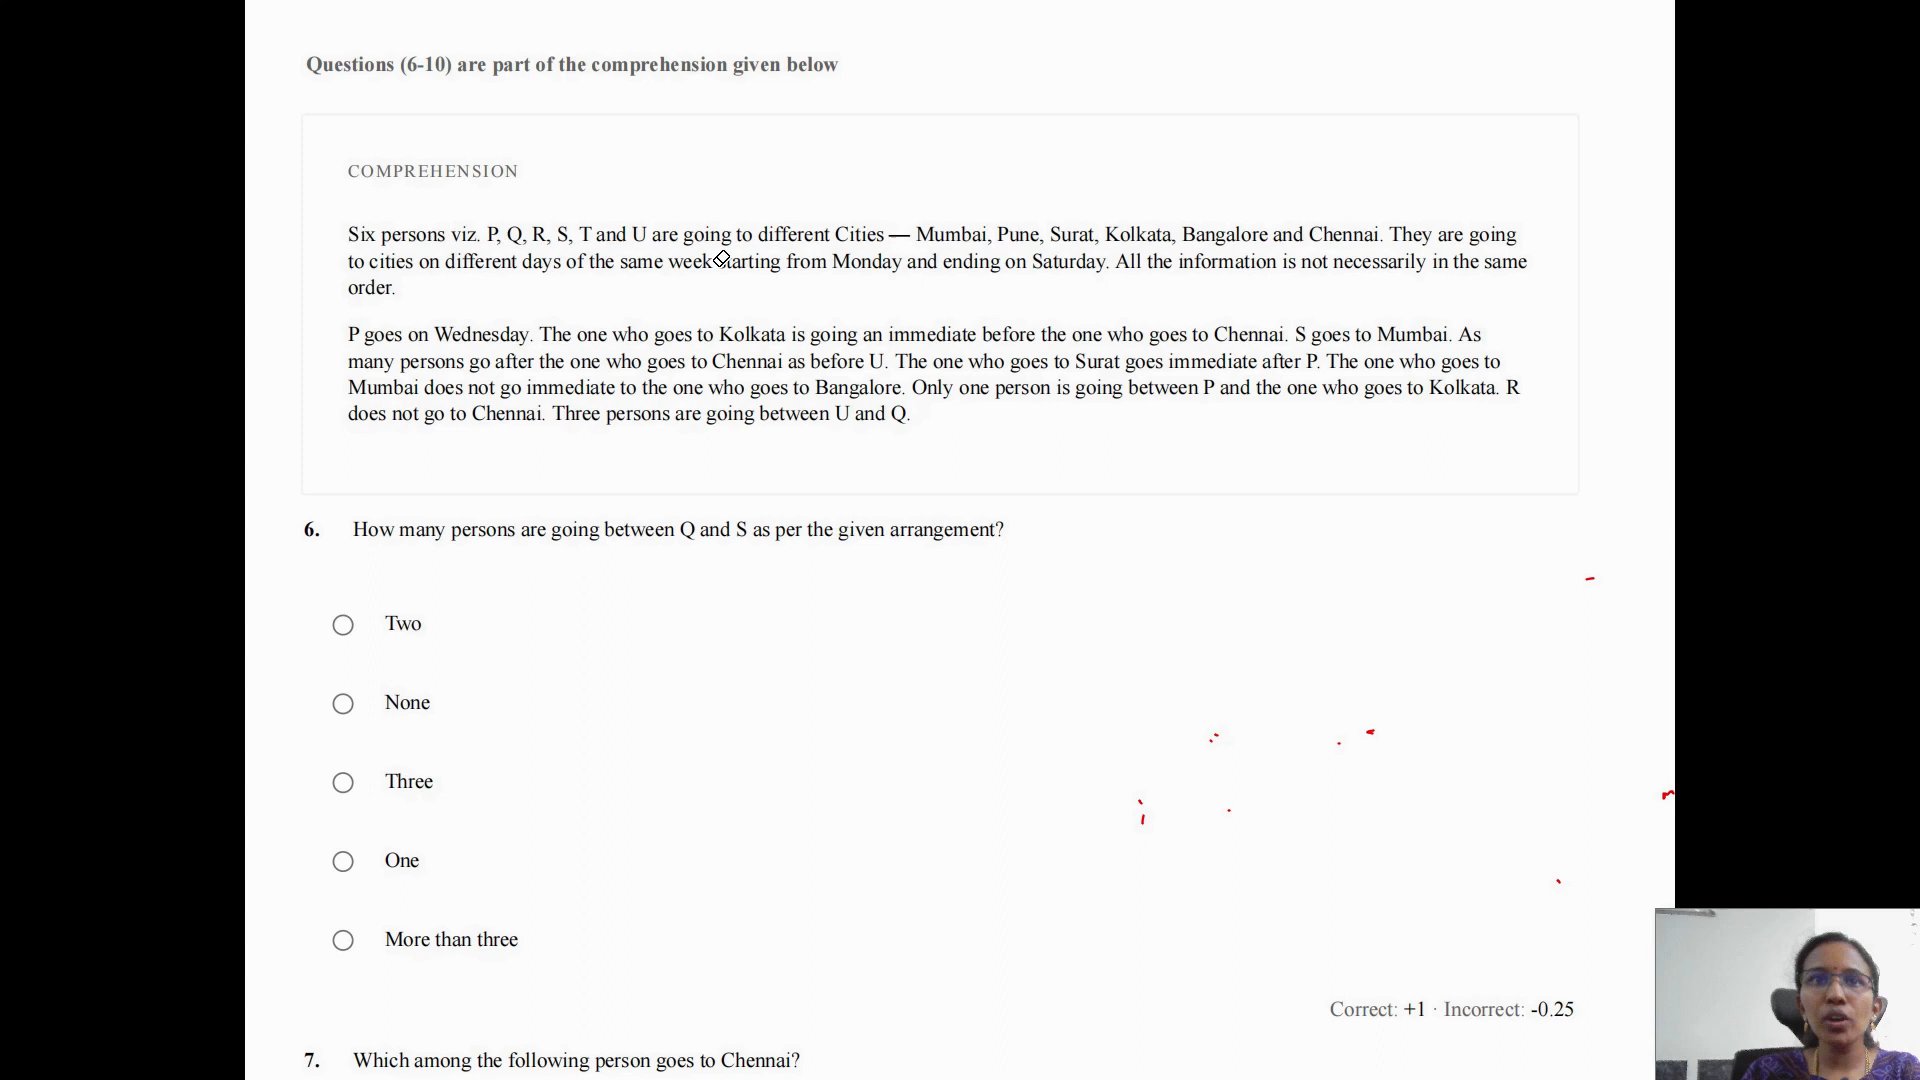 Questions (6-10) are part of the comprehension given below
COMPREHENSION
Six persons viz. P, Q, R, S, T and U are going to different Cities — Mumbai, Pune, Surat, Kolkata, Bangalore and Chennai. They are going
to cities on different days of the same week starting from Monday and ending on Saturday. All the information is not necessarily in the same
order.
P goes on Wednesday. The one who goes to Kolkata is going an immediate before the one who goes to Chennai. S goes to Mumbai. As
many persons go after the one who goes to Chennai as before U. The one who goes to Surat goes immediate after P. The one who goes to
Mumbai does not go immediate to the one who goes to Bangalore. Only one person is going between P and the one who goes to Kolkata. R
does not go to Chennai. Three persons are going between U and Q.
6. How many persons are going between Q and S as per the given arrangement?
Two
None
Three
One
More than three
Correct: +1 · Incorrect: -0.25
7. Which among the following person goes to Chennai?